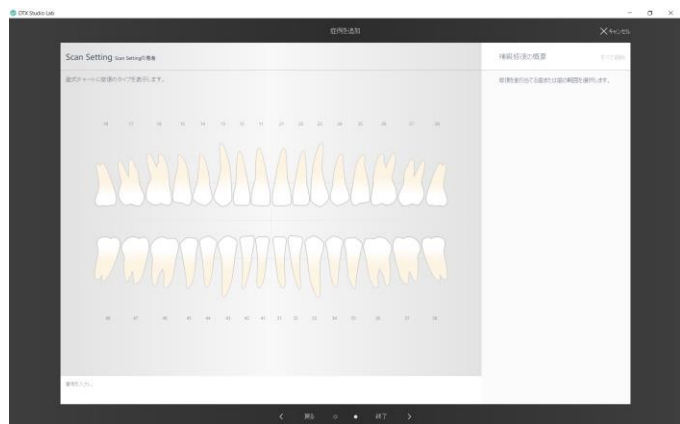 DTX Studio Lab
症例を追加
キャンセル
Scan Setting Scan Settingの患者
補綴修復の概要
すべて削除
歯式チャートに修復のタイプを表示します。
修復を割り当てる歯または歯の範囲を選択します。
18 17 16 15 14 13 12 11 21 22 23 24 25 26 27 28
48 47 46 45 44 43 42 41 31 32 33 34 35 36 37 38
戻る
終了